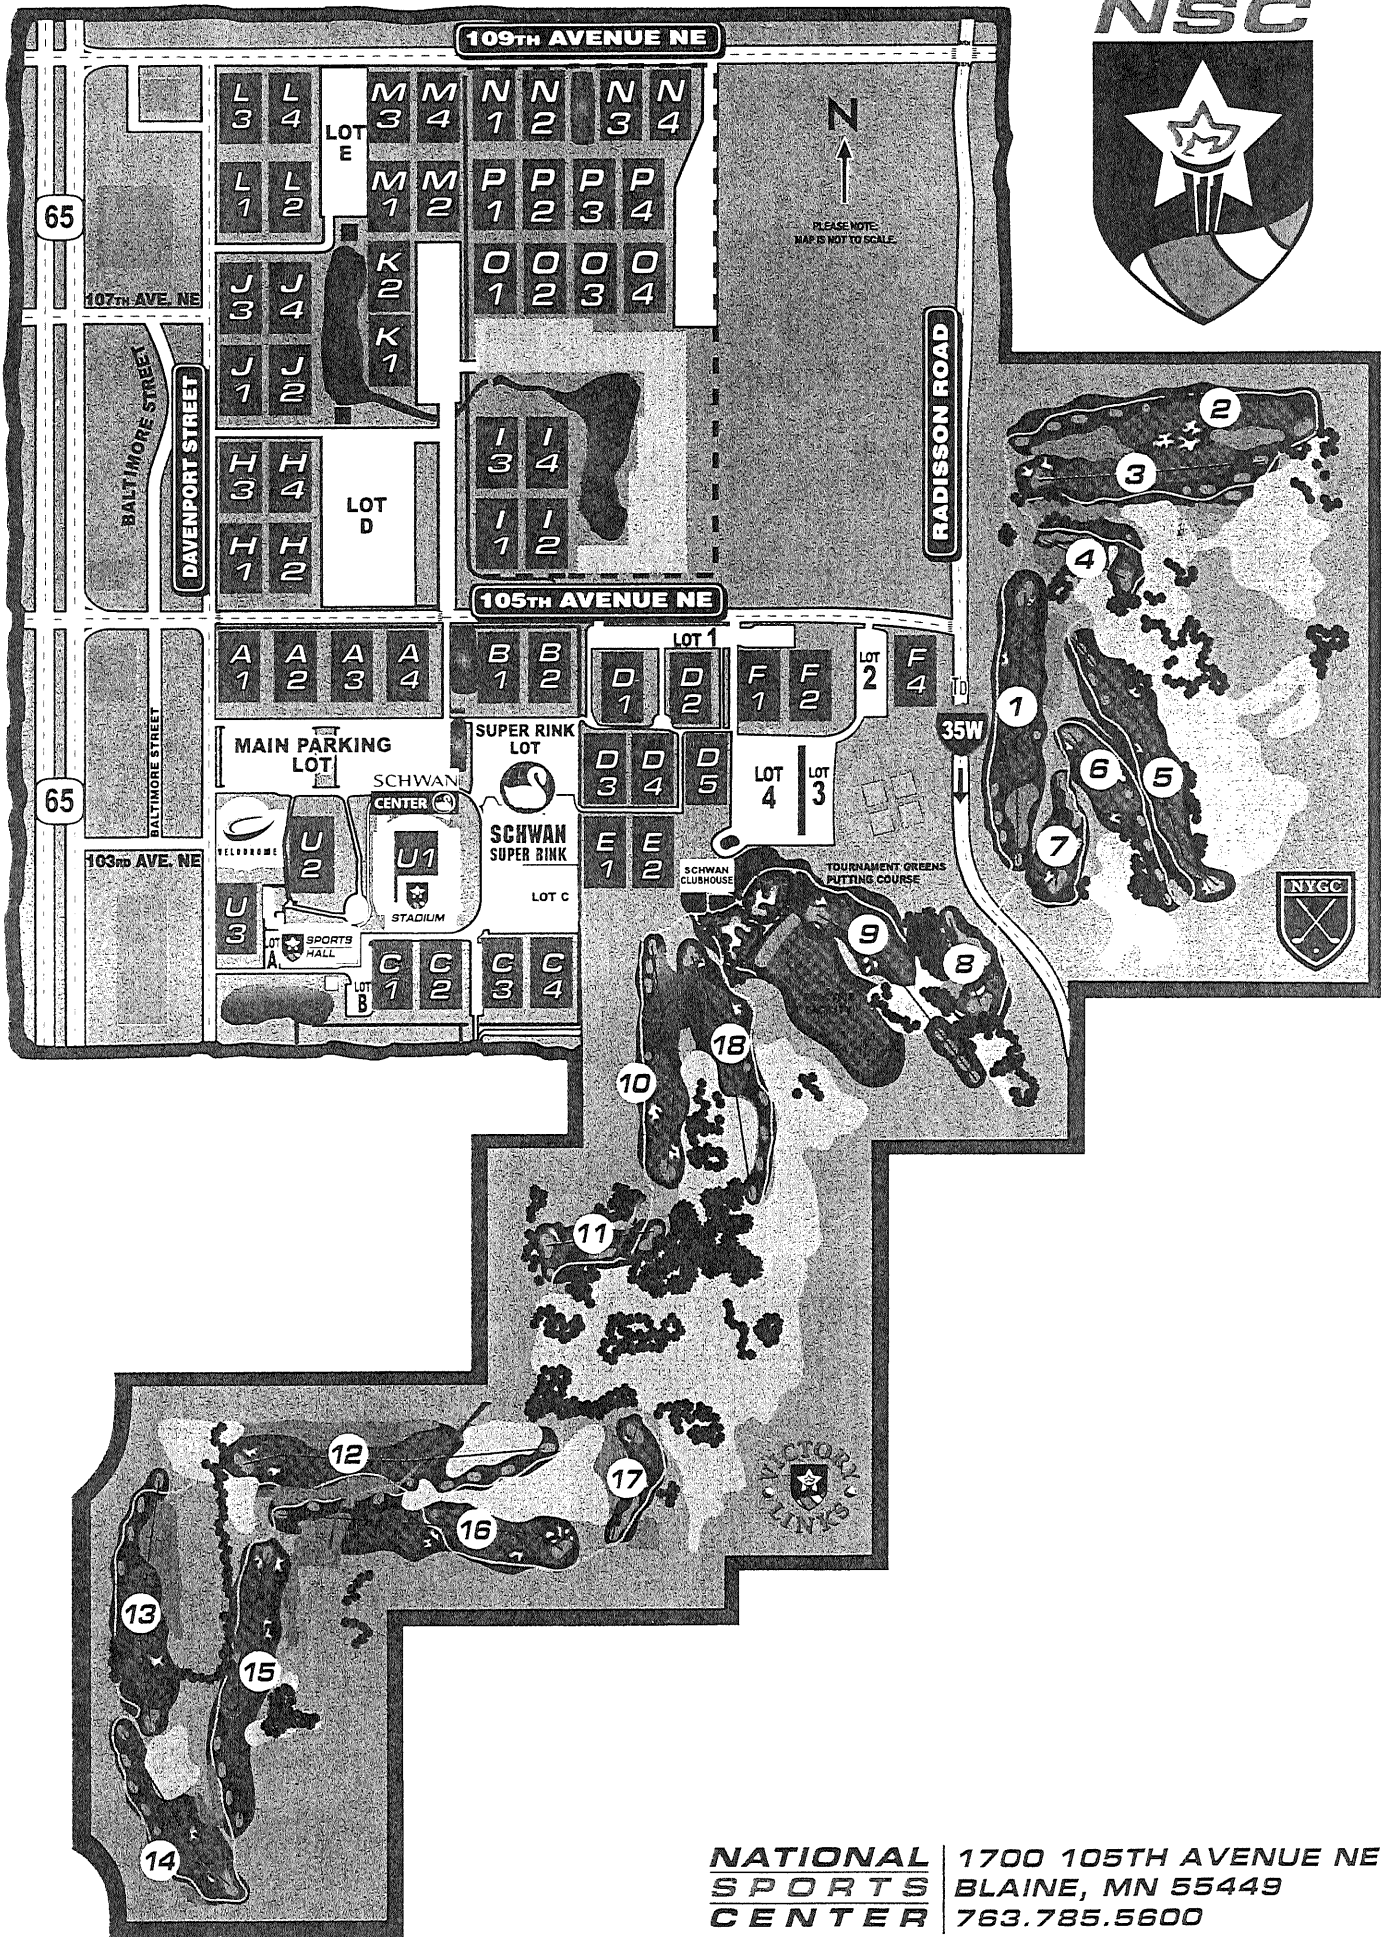 NSC
109TH AVENUE NE
L 3
L 4
LOT E
M 3
M 4
N 1
N 2
N 3
N 4
N
PLEASE NOTE:
MAP IS NOT TO SCALE.
L 1
L 2
M 1
M 2
P 1
P 2
P 3
P 4
65
J 3
J 4
K 2
O 1
O 2
O 3
O 4
107TH AVE. NE
J 1
J 2
K 1
BALTIMORE STREET
DAVENPORT STREET
RADISSON ROAD
2
3
4
H 3
H 4
LOT D
I 3
I 4
H 1
H 2
I 1
I 2
105TH AVENUE NE
A 1
A 2
A 3
A 4
B 1
B 2
LOT 1
D 1
D 2
F 1
F 2
LOT 2
F 4
TO
35W
1
5
6
7
MAIN PARKING
LOT
SUPER RINK
LOT
D 3
D 4
D 5
LOT 4
LOT 3
65
BALTIMORE STREET
SCHWAN
CENTER
VELODROME
U 2
U1
STADIUM
SCHWAN
SUPER RINK
LOT C
E 1
E 2
SCHWAN
CLUBHOUSE
TOURNAMENT GREENS
PUTTING COURSE
103RD AVE. NE
U 3
LOT A
SPORTS
HALL
LOT B
C 1
C 2
C 3
C 4
9
8
NYGC
18
10
11
12
17
16
VICTORY
LINKS
13
15
14
NATIONAL
SPORTS
CENTER
1700 105TH AVENUE NE
BLAINE, MN 55449
763.785.5600